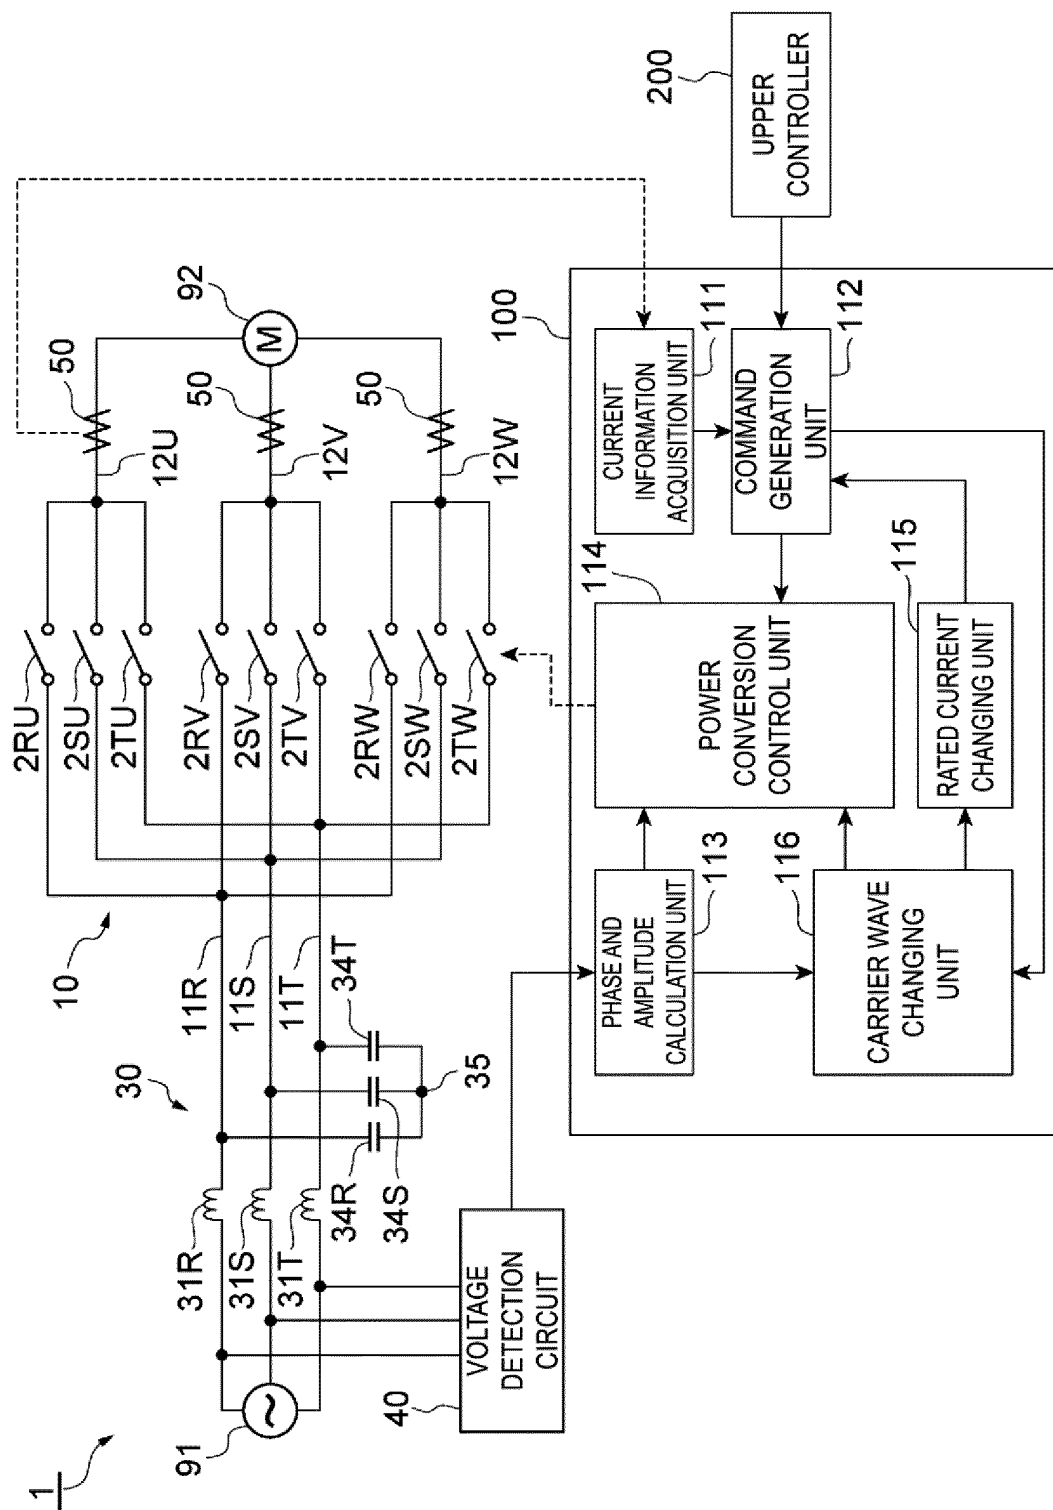 1
91
92
M
~
10
30
31R
31S
31T
34R
34S
34T
35
11R
11S
11T
2RU
2SU
2TU
2RV
2SV
2TV
2RW
2SW
2TW
12U
12V
12W
50
50
50
40
VOLTAGE
DETECTION
CIRCUIT
100
200
UPPER
CONTROLLER
CURRENT
INFORMATION
ACQUISITION UNIT
111
COMMAND
GENERATION
UNIT
112
114
POWER
CONVERSION
CONTROL UNIT
115
RATED CURRENT
CHANGING UNIT
PHASE AND
AMPLITUDE
CALCULATION UNIT
113
116
CARRIER WAVE
CHANGING
UNIT